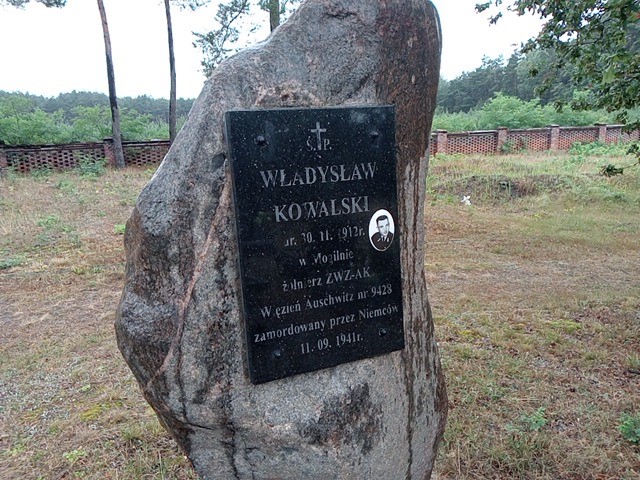 Ś.P.
WŁADYSŁAW
KOWALSKI
ur. 30. 11. 1912r.
w Mogilnie
żołnierz ZWZ-AK
Więzień Auschwitz nr 9428
zamordowany przez Niemców
11. 09. 1941r.